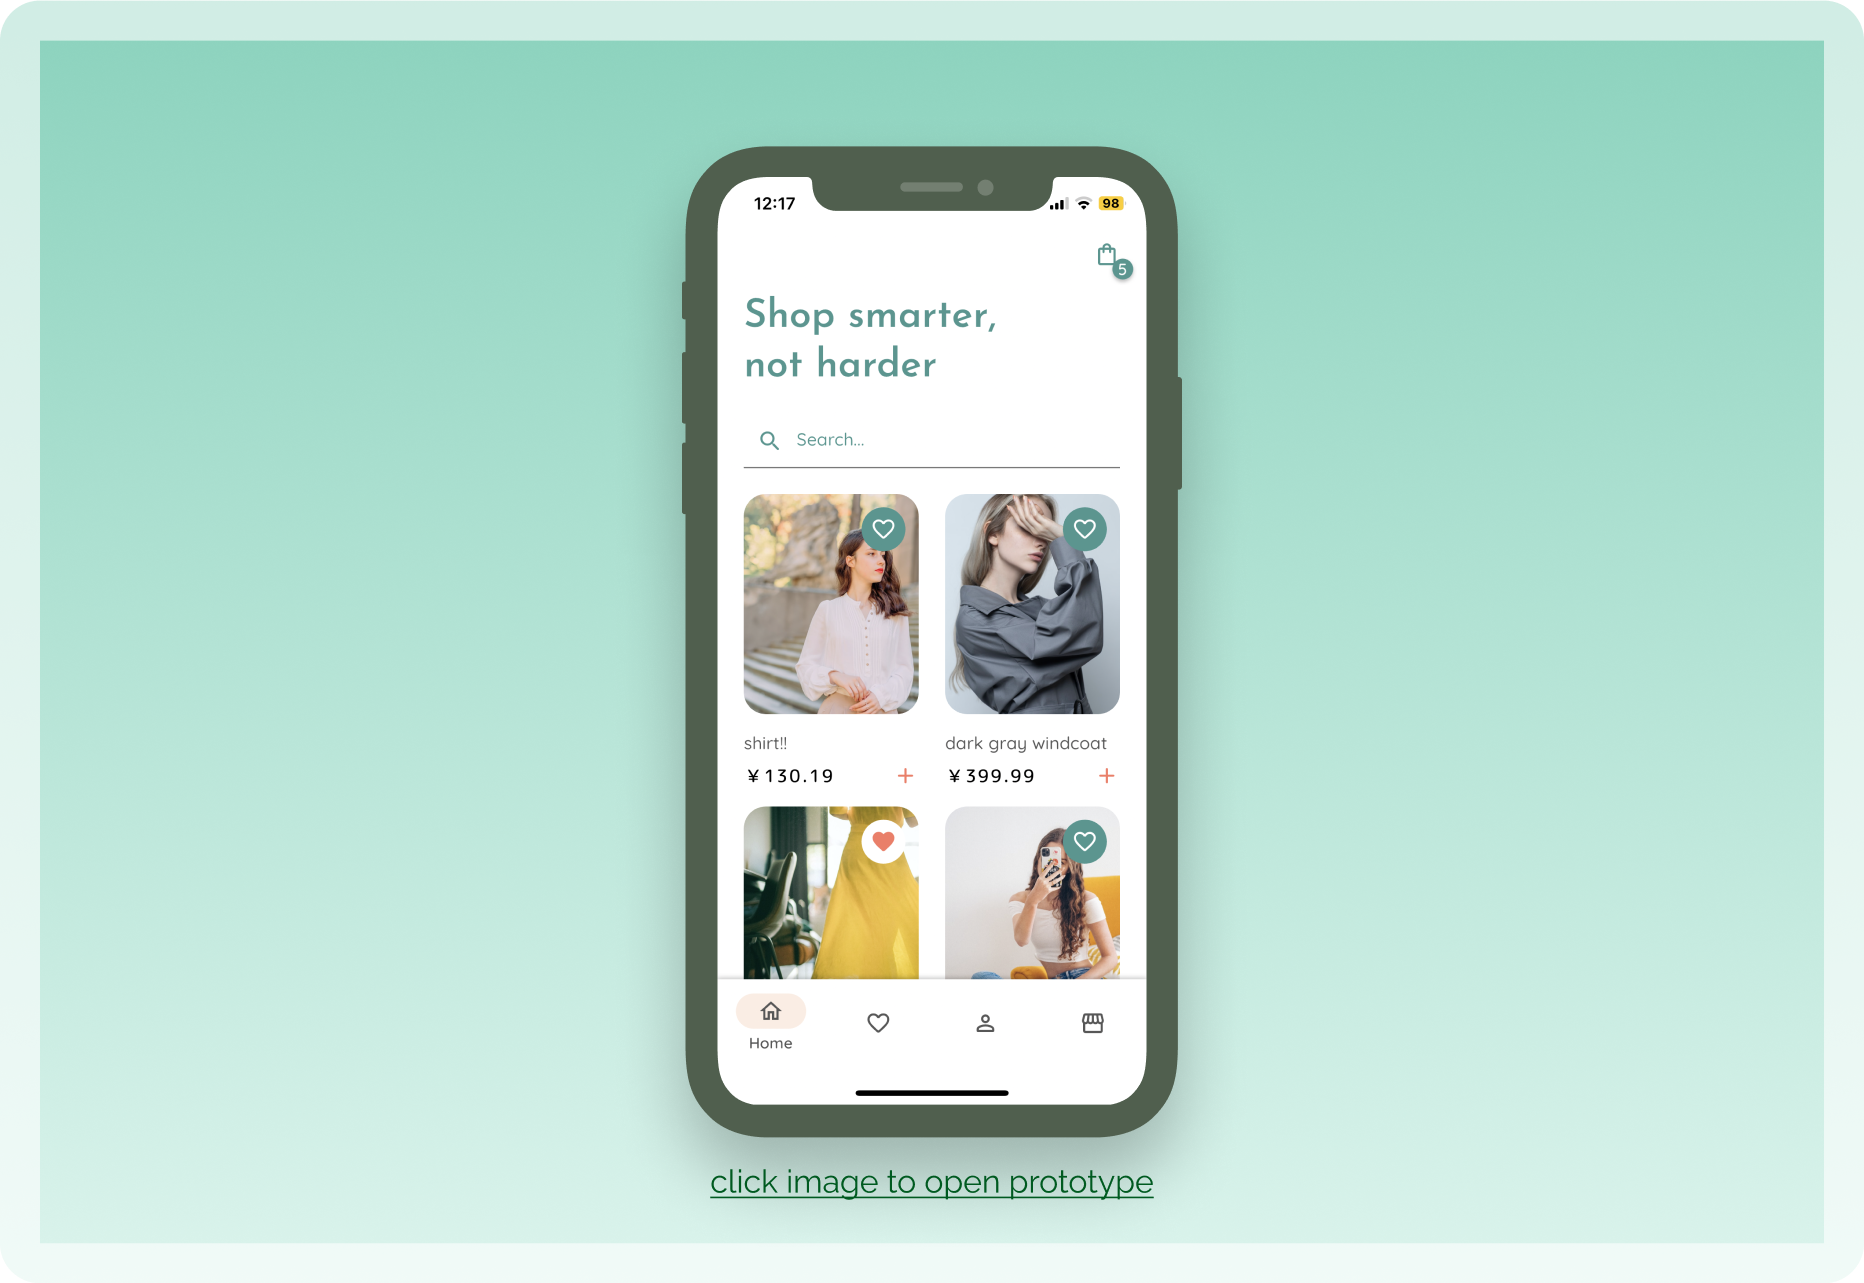 12:17
98
5
Shop smarter,
not harder
Search...
shirt!!
dark gray windcoat
¥130.19 +
¥399.99 +
Home
click image to open prototype